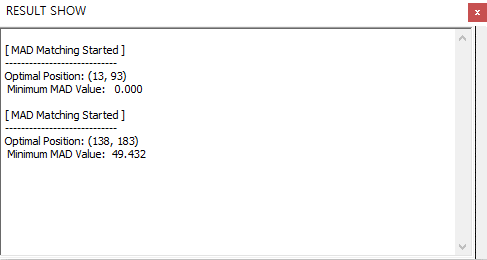 RESULT SHOW
x
[ MAD Matching Started ]
----------------------------
Optimal Position: (13, 93)
Minimum MAD Value:   0.000
[ MAD Matching Started ]
----------------------------
Optimal Position: (138, 183)
Minimum MAD Value:  49.432